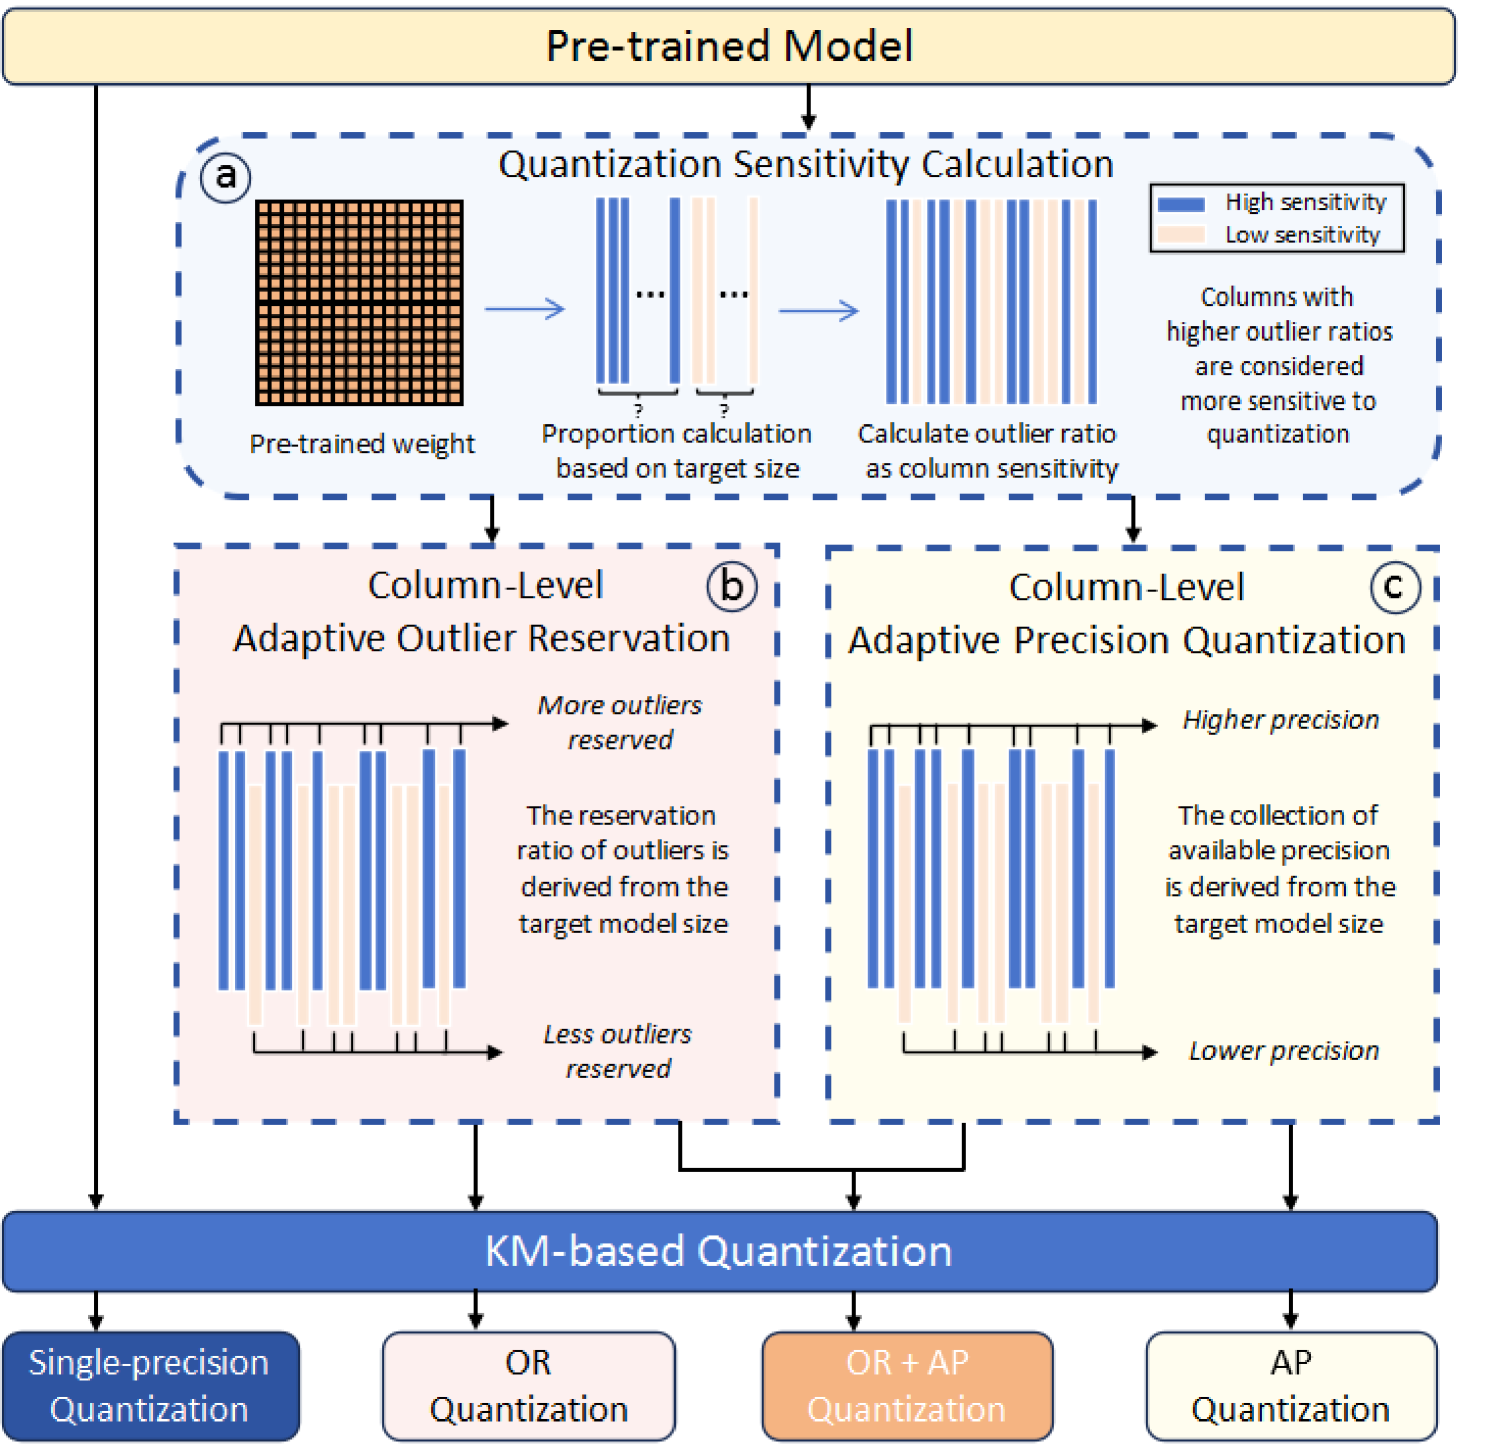 Pre-trained Model
a
Quantization Sensitivity Calculation
High sensitivity
Low sensitivity
Columns with
higher outlier ratios
are considered
more sensitive to
quantization
...
...
?
?
Pre-trained weight
Proportion calculation
based on target size
Calculate outlier ratio
as column sensitivity
Column-Level
Adaptive Outlier Reservation
b
More outliers
reserved
The reservation
ratio of outliers is
derived from the
target model size
Less outliers
reserved
Column-Level
Adaptive Precision Quantization
c
Higher precision
The collection of
available precision
is derived from the
target model size
Lower precision
KM-based Quantization
Single-precision
Quantization
OR
Quantization
OR + AP
Quantization
AP
Quantization